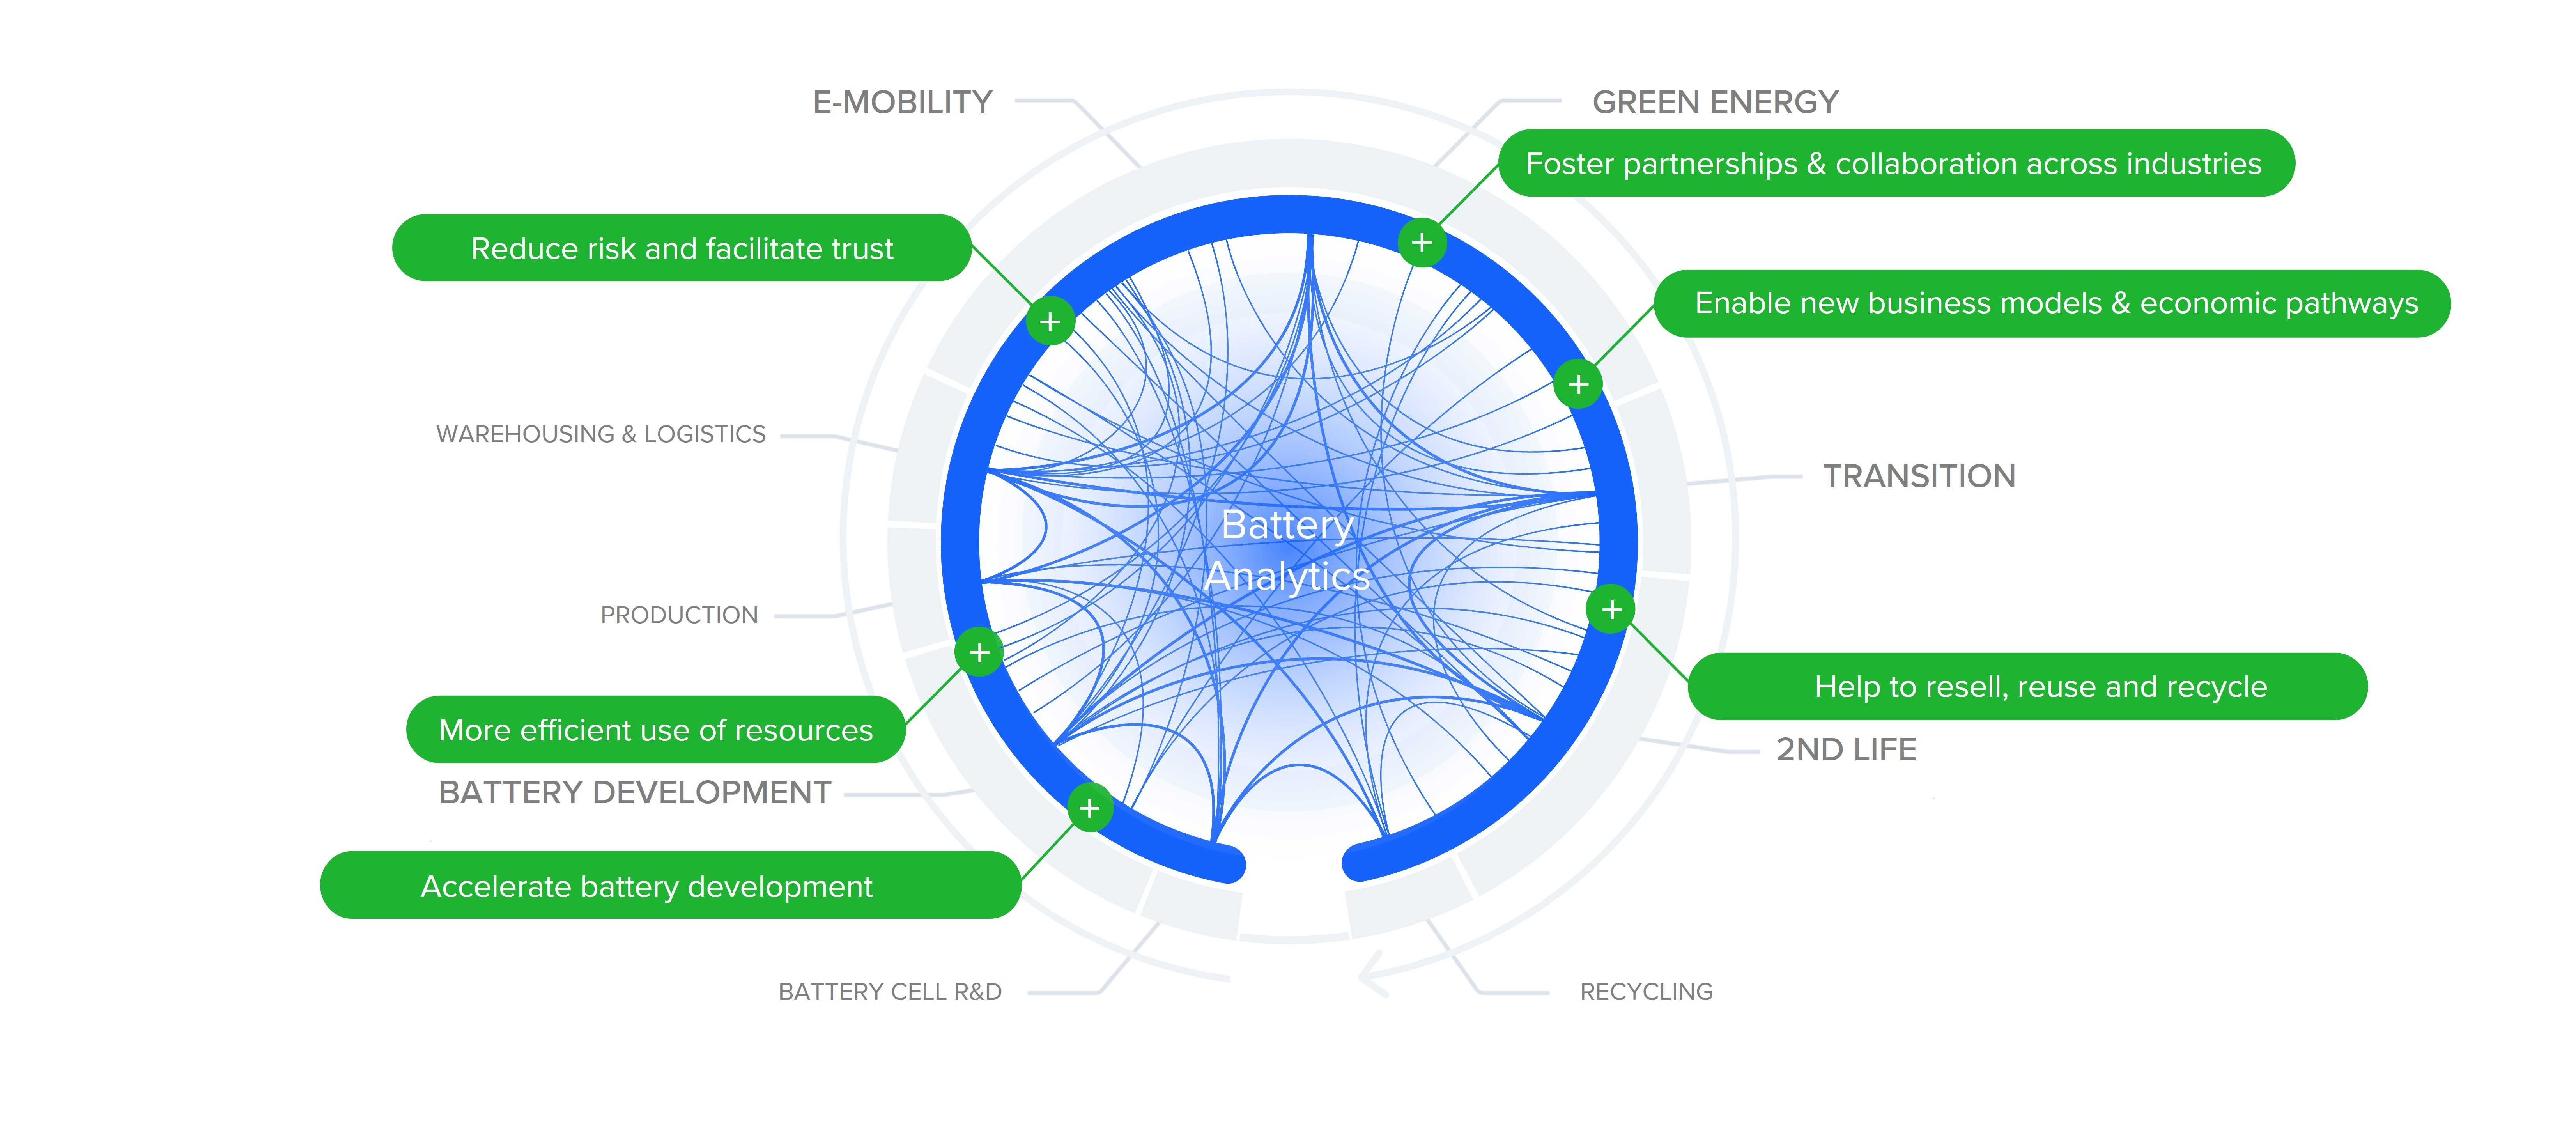 E-MOBILITY
GREEN ENERGY
Foster partnerships & collaboration across industries
Reduce risk and facilitate trust
Enable new business models & economic pathways
WAREHOUSING & LOGISTICS
TRANSITION
Battery
Analytics
PRODUCTION
Help to resell, reuse and recycle
More efficient use of resources
2ND LIFE
BATTERY DEVELOPMENT
Accelerate battery development
BATTERY CELL R&D
RECYCLING